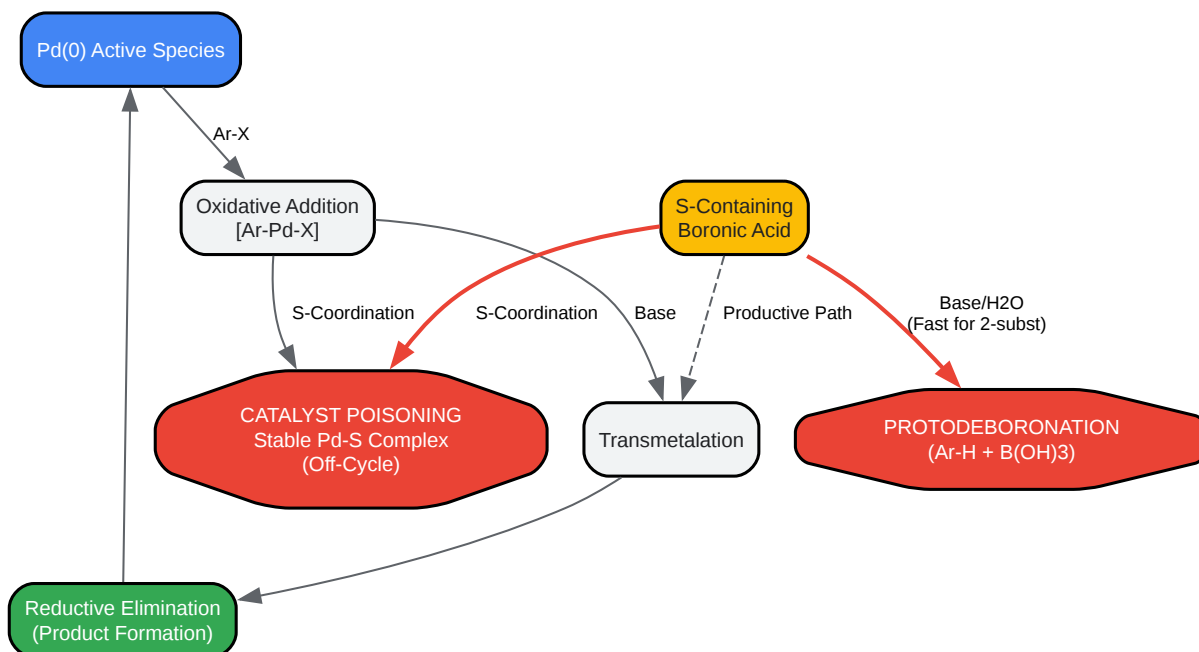 Pd(0) Active Species
Ar-X
Oxidative Addition
[Ar-Pd-X]
S-Containing
Boronic Acid
S-Coordination
S-Coordination
Base
Productive Path
Base/H2O
(Fast for 2-subst)
CATALYST POISONING
Stable Pd-S Complex
(Off-Cycle)
Transmetalation
PROTODEBORONATION
(Ar-H + B(OH)3)
Reductive Elimination
(Product Formation)